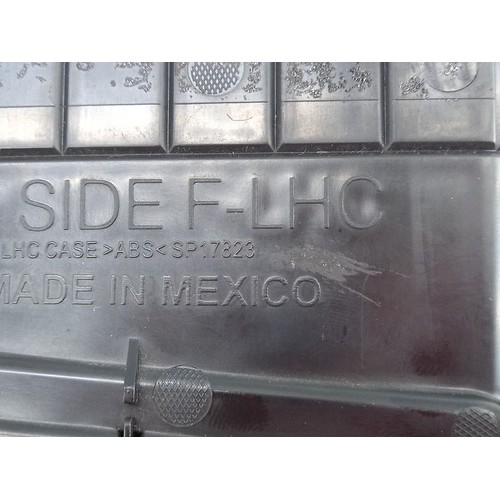 SIDE F-LHC
LHC CASE >ABS< SP17823
MADE IN MEXICO